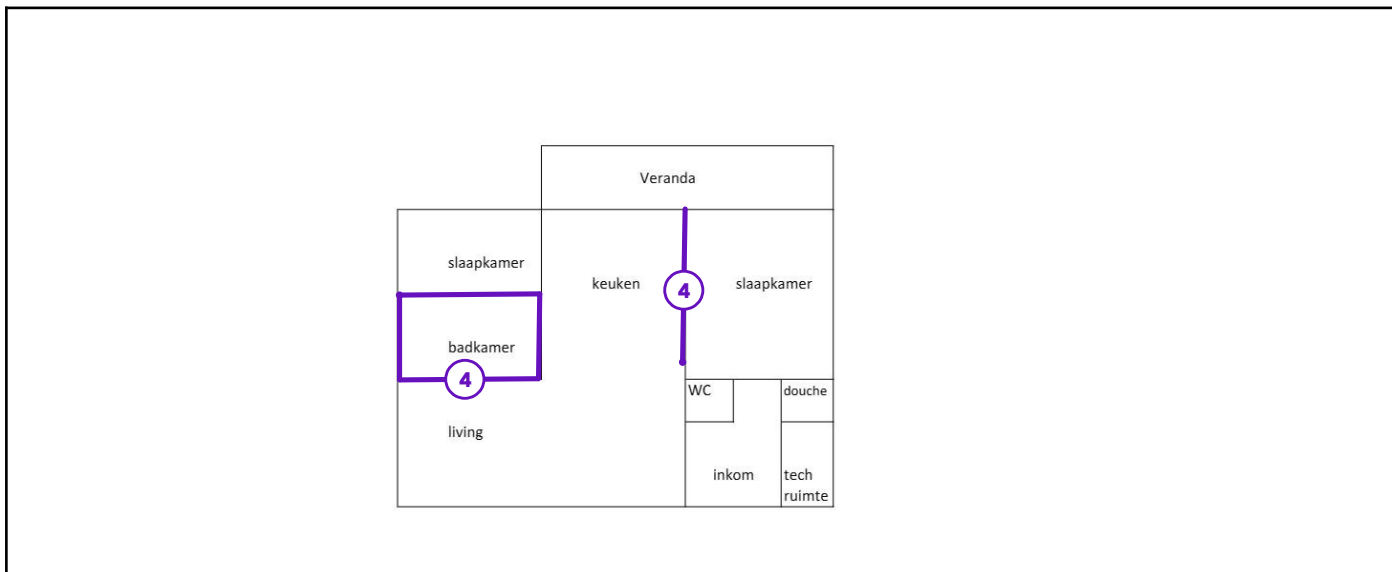 Veranda
slaapkamer
keuken
4
slaapkamer
badkamer
4
WC
douche
living
inkom
tech
ruimte